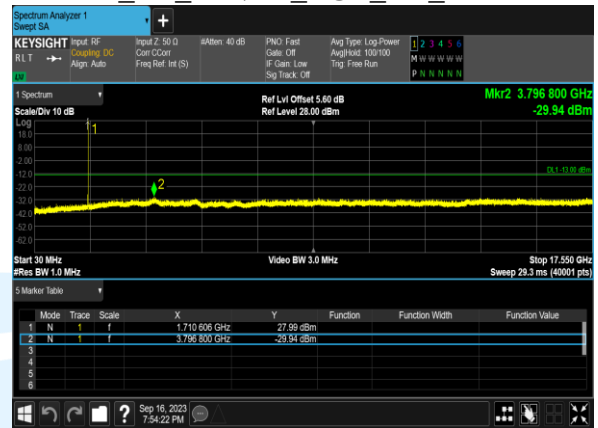 Spectrum Analyzer 1
Swept SA
+
KEYSIGHT Input: RF Input Z: 50 Ω #Atten: 40 dB PNO: Fast Avg Type: Log-Power 1 2 3 4 5 6
R L T Coupling: DC Corr CCorr Gate: Off Avg|Hold: 100/100 M W W W W W
Align: Auto Freq Ref: Int (S) IF Gain: Low Trig: Free Run P N N N N N
Sig Track: Off
LV
1 Spectrum Ref Lvl Offset 5.60 dB Mkr2 3.796 800 GHz
Scale/Div 10 dB Ref Level 28.00 dBm -29.94 dBm
Log
1
18.0
8.00
-2.00
-12.0 DL1 -13.00 dBm
-22.0 2
-32.0
-42.0
-52.0
-62.0
Start 30 MHz Video BW 3.0 MHz Stop 17.550 GHz
#Res BW 1.0 MHz Sweep 29.3 ms (40001 pts)
5 Marker Table
Mode Trace Scale X Y Function Function Width Function Value
1 N 1 f 1.710 606 GHz 27.99 dBm
2 N 1 f 3.796 800 GHz -29.94 dBm
3
4
5
6
? Sep 16, 2023
7:54:22 PM